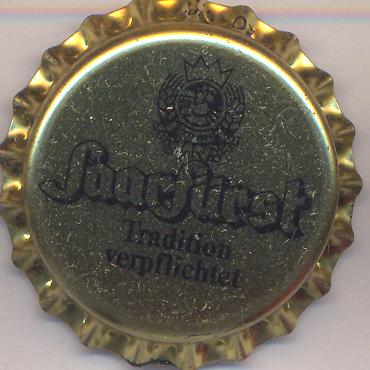 Saarfürst
Tradition
verpflichtet